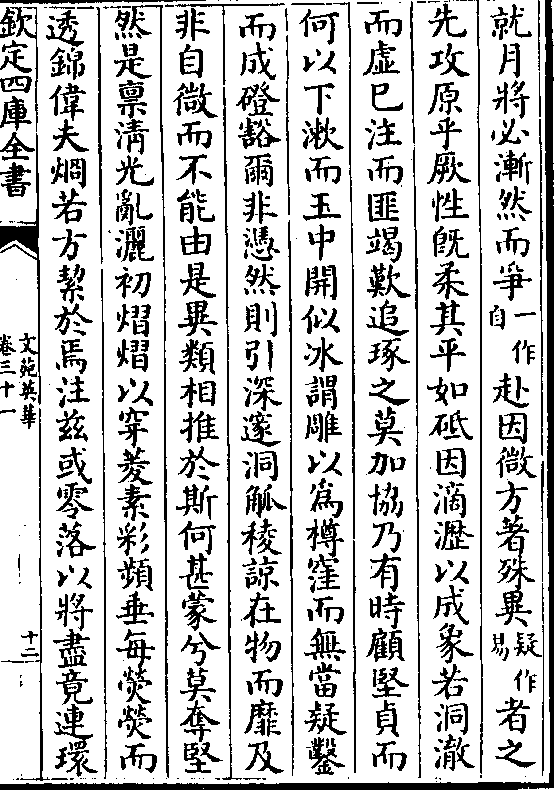 就月將必漸然而爭一作自赴因微方著殊異疑作易者之
先攻原乎厥性旣柔其平如砥因滴瀝以成象若洞澈
而虛已注而匪竭歎追琢之莫加協乃有時顧堅貞而
何以下漱而玉中開似冰謂雕以為樽窪而無當疑鑿
而成磴豁爾非憑然則引深邃洞觚稜諒在物而靡及
非自微而不能由是異類相推於斯何甚蒙兮莫奪堅
然是稟清光亂灑初熠熠以穿菱素彩頻垂每熒熒而
透錦偉夫炯若方絜於焉注茲或零落以將盡竟連環
欽定四庫全書
文苑英華
卷三十一
十二